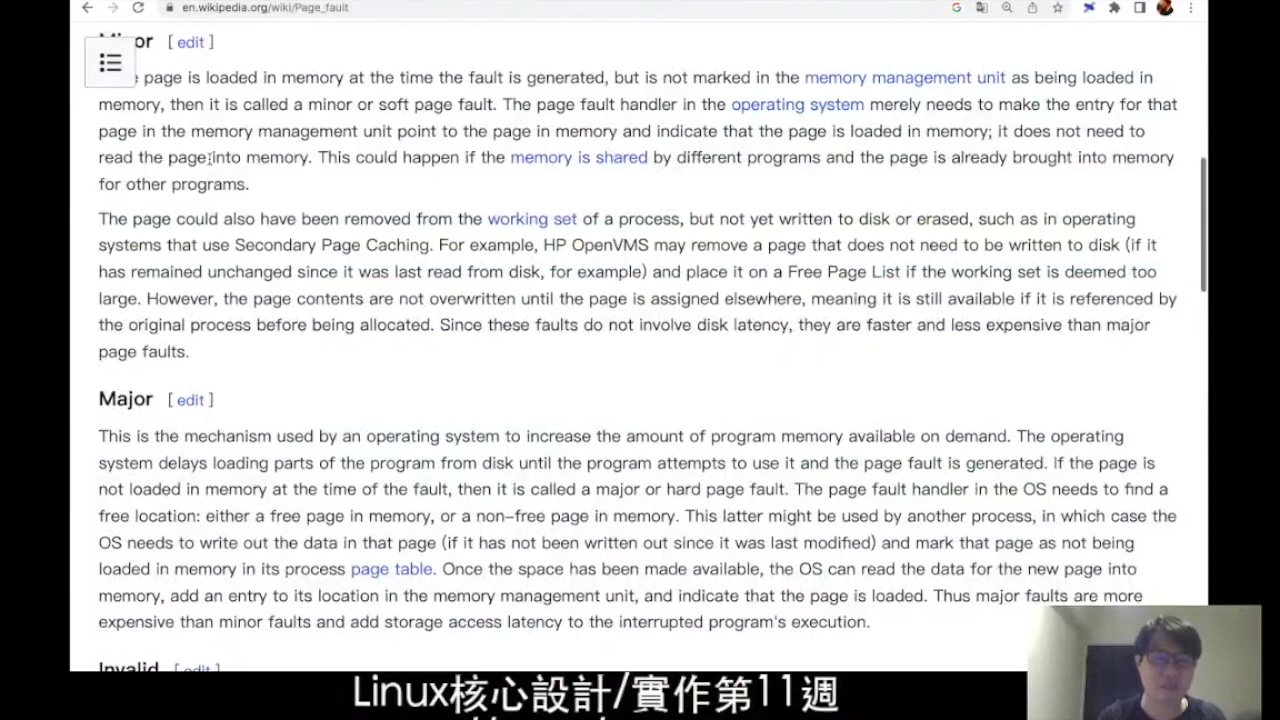 en.wikipedia.org/wiki/Page_fault
[ edit ]
page is loaded in memory at the time the fault is generated, but is not marked in the memory management unit as being loaded in
memory, then it is called a minor or soft page fault. The page fault handler in the operating system merely needs to make the entry for that
page in the memory management unit point to the page in memory and indicate that the page is loaded in memory; it does not need to
read the page into memory. This could happen if the memory is shared by different programs and the page is already brought into memory
for other programs.
The page could also have been removed from the working set of a process, but not yet written to disk or erased, such as in operating
systems that use Secondary Page Caching. For example, HP OpenVMS may remove a page that does not need to be written to disk (if it
has remained unchanged since it was last read from disk, for example) and place it on a Free Page List if the working set is deemed too
large. However, the page contents are not overwritten until the page is assigned elsewhere, meaning it is still available if it is referenced by
the original process before being allocated. Since these faults do not involve disk latency, they are faster and less expensive than major
page faults.
Major [ edit ]
This is the mechanism used by an operating system to increase the amount of program memory available on demand. The operating
system delays loading parts of the program from disk until the program attempts to use it and the page fault is generated. If the page is
not loaded in memory at the time of the fault, then it is called a major or hard page fault. The page fault handler in the OS needs to find a
free location: either a free page in memory, or a non-free page in memory. This latter might be used by another process, in which case the
OS needs to write out the data in that page (if it has not been written out since it was last modified) and mark that page as not being
loaded in memory in its process page table. Once the space has been made available, the OS can read the data for the new page into
memory, add an entry to its location in the memory management unit, and indicate that the page is loaded. Thus major faults are more
expensive than minor faults and add storage access latency to the interrupted program's execution.
Invalid [ edit ]
Linux核心設計/實作第11週